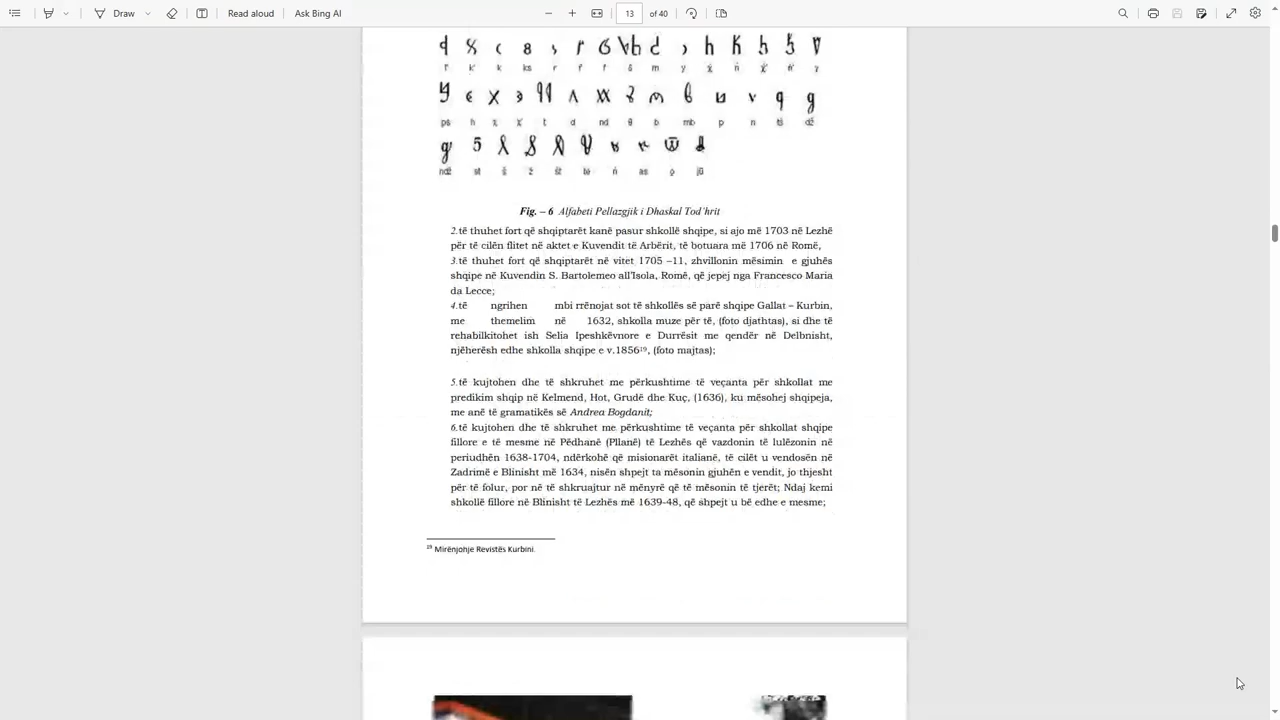 Draw
Read aloud
Ask Bing AI
13 of 40
k ks r f m y
ps h t d nd θ b mb p n
ndž st š ž št te ń as o jū
Fig. – 6 Alfabeti Pellazgjik i Dhaskal Tod'hrit
2.të thuhet fort që shqiptarët kanë pasur shkollë shqipe, si ajo më 1703 në Lezhë
për të cilën flitet në aktet e Kuvendit të Arbërit, të botuara më 1706 në Romë,
3.të thuhet fort që shqiptarët në vitet 1705 –11, zhvillonin mësimin e gjuhës
shqipe në Kuvendin S. Bartolemeo all'Isola, Romë, që jepej nga Francesco Maria
da Lecce;
4.të ngrihen mbi rrënojat sot të shkollës së parë shqipe Gallat – Kurbin,
me themelim në 1632, shkolla muze për të, (foto djathtas), si dhe të
rehabilkitohet ish Selia Ipeshkëvnore e Durrësit me qendër në Delbnisht,
njëherësh edhe shkolla shqipe e v.1856¹⁹, (foto majtas);
5.të kujtohen dhe të shkruhet me përkushtime të veçanta për shkollat me
predikim shqip në Kelmend, Hot, Grudë dhe Kuç, (1636), ku mësohej shqipeja,
me anë të gramatikës së Andrea Bogdanit;
6.të kujtohen dhe të shkruhet me përkushtime të veçanta për shkollat shqipe
fillore e të mesme në Pëdhanë (Pllanë) të Lezhës që vazdonin të lulëzonin në
periudhën 1638-1704, ndërkohë që misionarët italianë, të cilët u vendosën në
Zadrimë e Blinisht më 1634, nisën shpejt ta mësonin gjuhën e vendit, jo thjesht
për të folur, por në të shkruajtur në mënyrë që të mësonin të tjerët; Ndaj kemi
shkollë fillore në Blinisht të Lezhës më 1639-48, që shpejt u bë edhe e mesme;
¹⁹ Mirënjohje Revistës Kurbini.